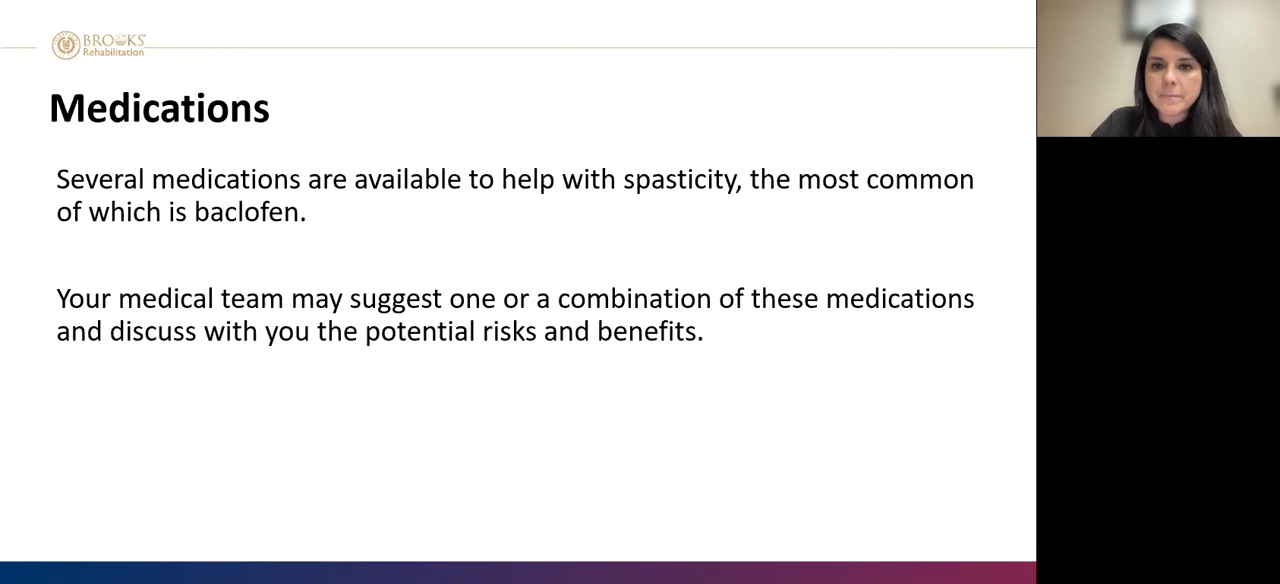 BROOKS
Rehabilitation
Medications
Several medications are available to help with spasticity, the most common
of which is baclofen.
Your medical team may suggest one or a combination of these medications
and discuss with you the potential risks and benefits.